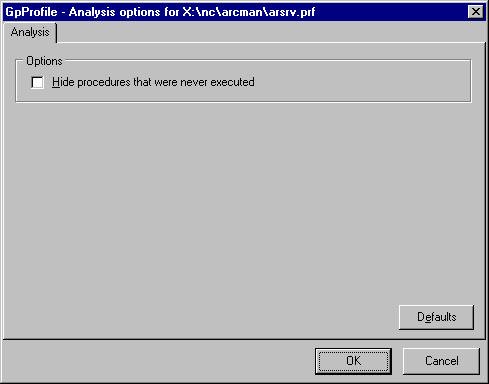 GpProfile - Analysis options for X:\nc\arcman\arsrv.prf
Analysis
Options
Hide procedures that were never executed
Defaults
OK Cancel